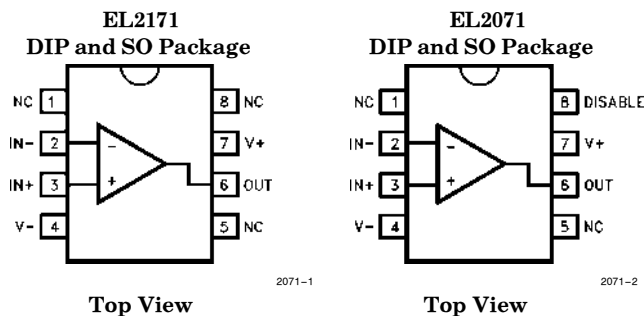 EL2171
DIP and SO Package
NC 1
8 NC
IN- 2
-
7 V+
IN+ 3
+
6 OUT
V- 4
5 NC
2071–1
Top View
EL2071
DIP and SO Package
NC 1
8 DISABLE
IN- 2
-
7 V+
IN+ 3
+
6 OUT
V- 4
5 NC
2071–2
Top View